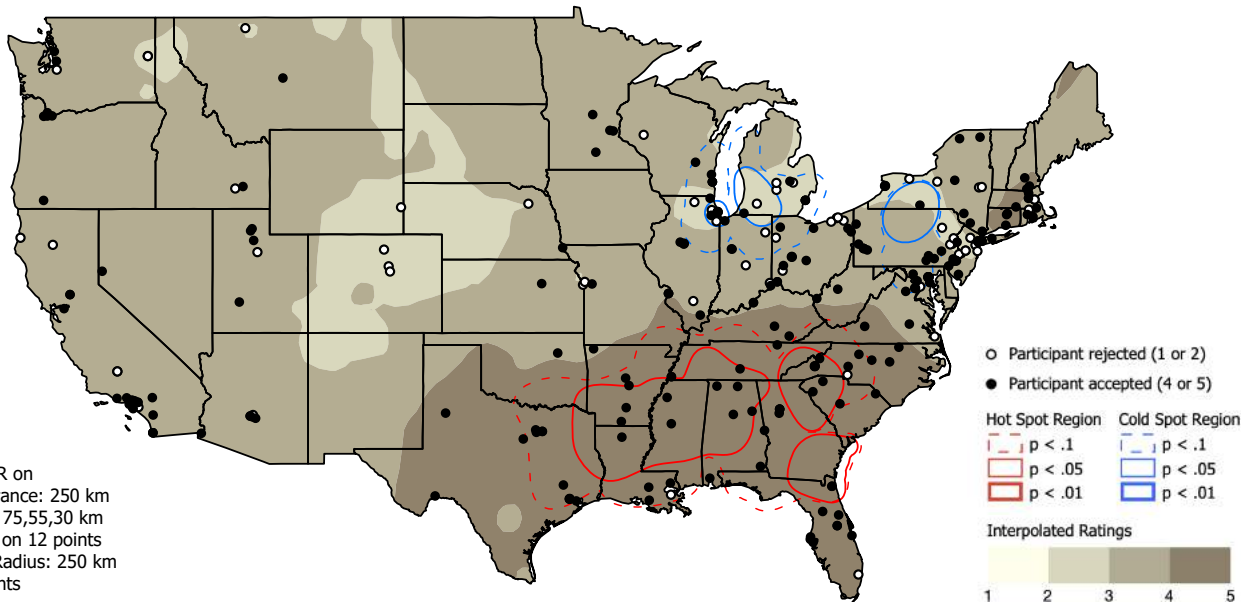 Participant rejected (1 or 2)
Participant accepted (4 or 5)
Hot Spot Region Cold Spot Region
p < .1 p < .1
p < .05 p < .05
p < .01 p < .01
Interpolated Ratings
1 2 3 4 5
R on
rance: 250 km
75,55,30 km
on 12 points
Radius: 250 km
nts